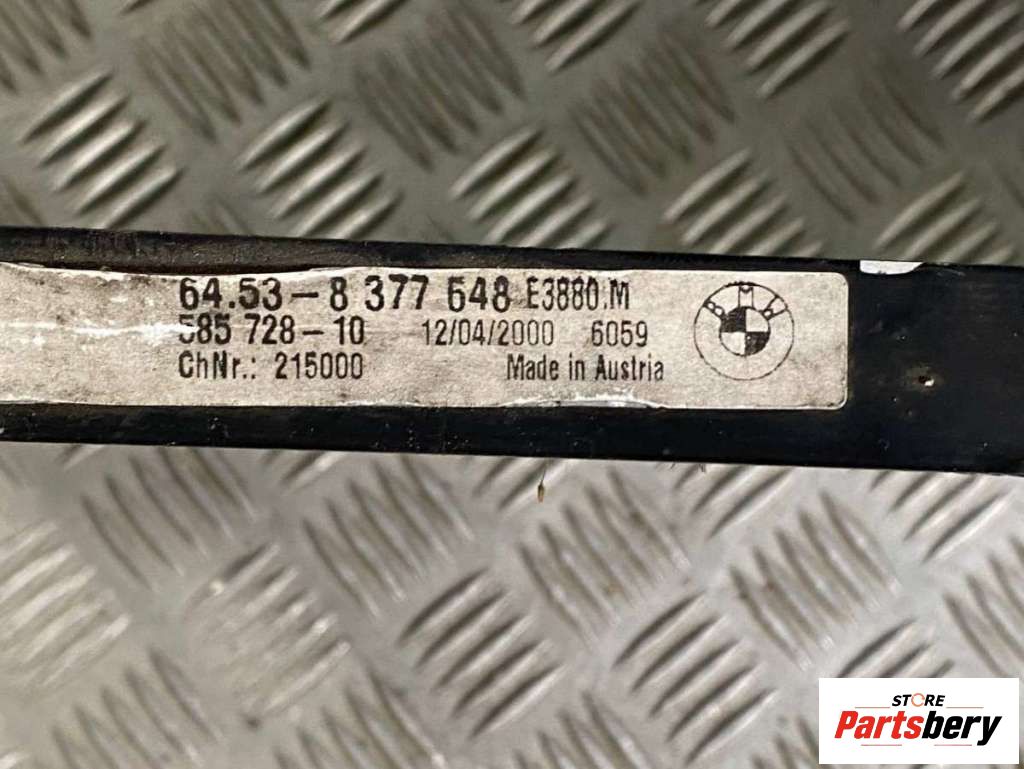 64.53-8 377 648 E3880.M
585 728-10 12/04/2000 6059
ChNr.: 215000 Made in Austria
BMW
STORE
Partsbery